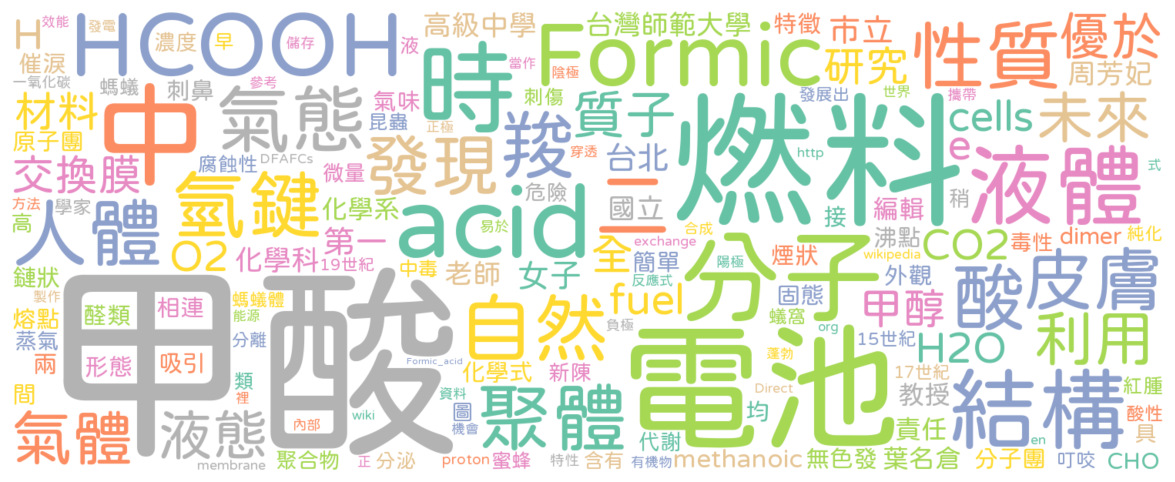 H
效能
發電
HCOOH
濃度
早
儲存
液
高級中學
台灣師範大學
特徵
市立
性質
優於
催淚
一氧化碳
螞蟻
刺鼻
參考
氣味
時
當作
Formic
陰極
刺傷
研究
發展出
世界
周芳妃
材料
中
氣態
昆蟲
正極
羧
質子
燃料
攜帶
cells
未來
原子團
腐蝕性
DFAFCs
微量
發現
穿透
台北
http
e
液體
式
交換膜
氫鍵
危險
三
國立
接
編輯
稍
方法
學家
高
人體
化學系
acid
易於
合成
沸點
CO2
毒性
dimer
純化
O2
化學科
第一
19世紀
中毒
老師
女子
全
exchange
簡單
反應式
分子
陽極
煙狀
wikipedia
外觀
酸
皮膚
鏈狀
製作
甲酸
自然
fuel
固態
甲醇
醛類
相連
螞蟻體
能源
負極
蟻窩
org
15世紀
H2O
利用
熔點
蒸氣
分離
兩
形態
吸引
類
裡
Formic_acid
化學式
新陳
電池
蓬勃
Direct
17世紀
教授
結構
紅腫
間
資料
聚體
圖
機會
wiki
內部
均
代謝
責任
酸性
具
氣體
液態
membrane
聚合物
正
分泌
proton
蜜蜂
特性
含有
有機物
methanoic
無色發
葉名倉
分子團
en
叮咬
CHO